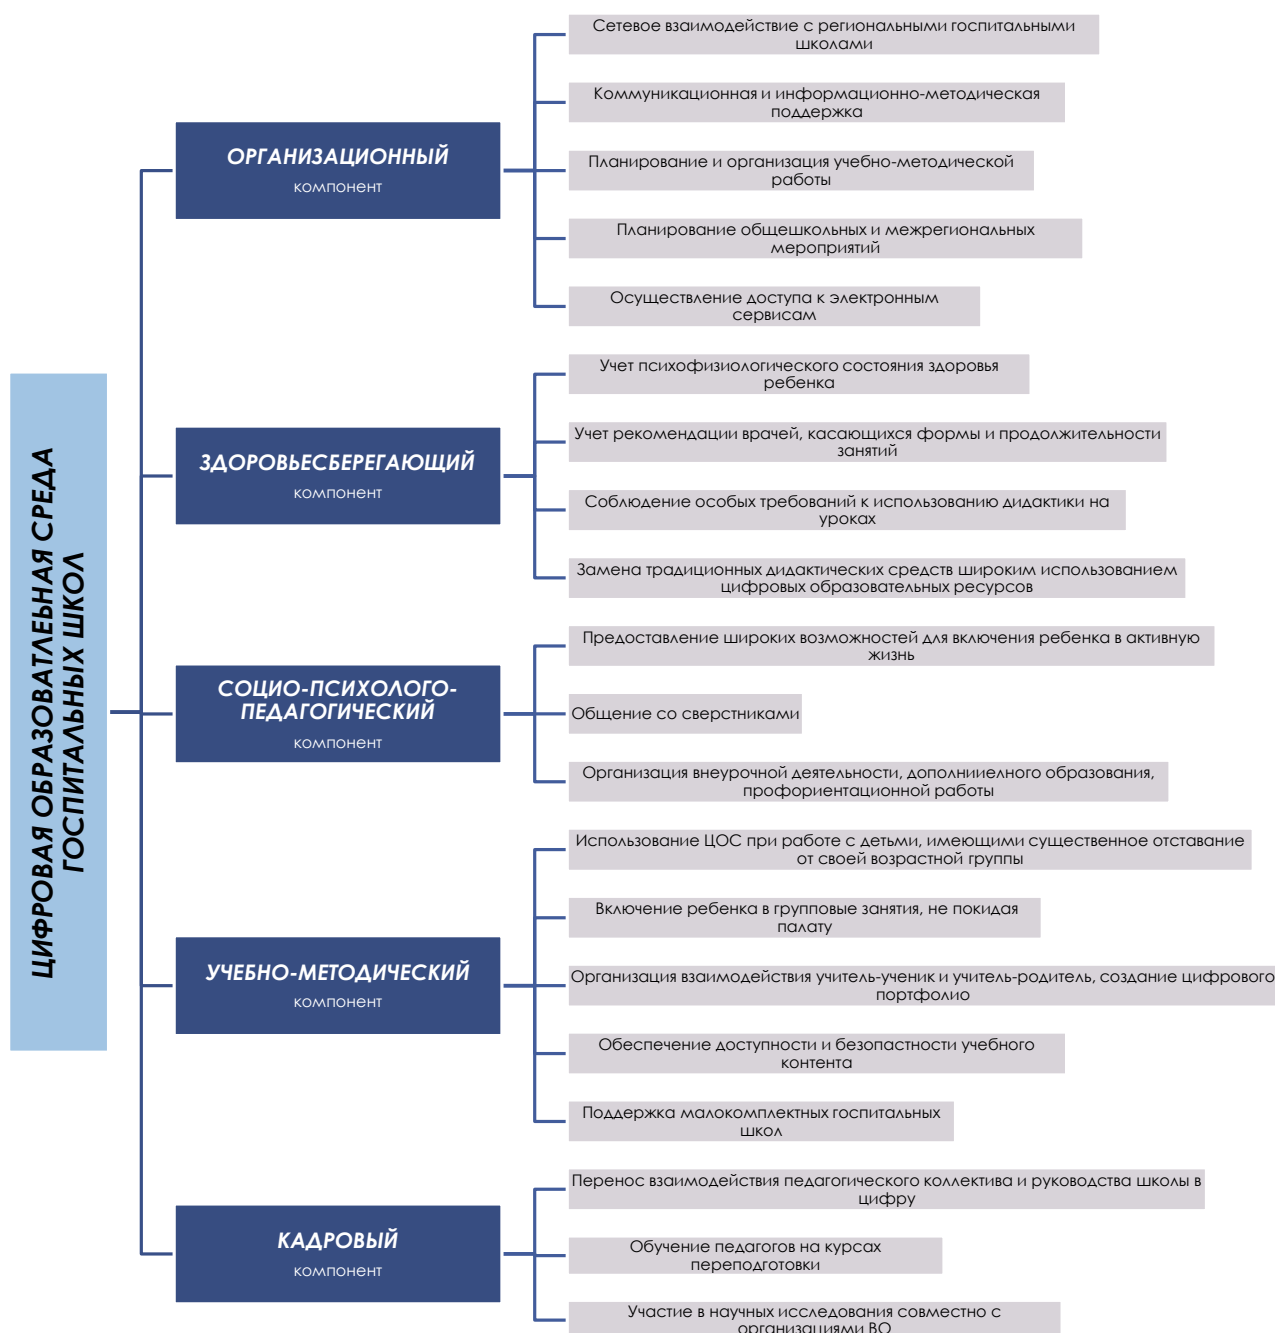 ЦИФРОВАЯ ОБРАЗОВАТЛЕЬНАЯ СРЕДА
ГОСПИТАЛЬНЫХ ШКОЛ
ОРГАНИЗАЦИОННЫЙ
компонент
Сетевое взаимодействие с региональными госпитальными
школами
Коммуникационная и информационно-методическая
поддержка
Планирование и организация учебно-методической
работы
Планирование общешкольных и межрегиональных
мероприятий
Осуществление доступа к электронным
сервисам
ЗДОРОВЬЕСБЕРЕГАЮЩИЙ
компонент
Учет психофизиологического состояния здоровья
ребенка
Учет рекомендации врачей, касающихся формы и продолжительности
занятий
Соблюдение особых требований к использованию дидактики на
уроках
Замена традиционных дидактических средств широким использованием
цифровых образовательных ресурсов
СОЦИО-ПСИХОЛОГО-
ПЕДАГОГИЧЕСКИЙ
компонент
Предоставление широких возможностей для включения ребенка в активную
жизнь
Общение со сверстниками
Организация внеурочной деятельности, дополнииелного образования,
профориентационной работы
УЧЕБНО-МЕТОДИЧЕСКИЙ
компонент
Использование ЦОС при работе с детьми, имеющими существенное отставание
от своей возрастной группы
Включение ребенка в групповые занятия, не покидая
палату
Организация взаимодействия учитель-ученик и учитель-родитель, создание цифрового
портфолио
Обеспечение доступности и безопастности учебного
контента
Поддержка малокомплектных госпитальных
школ
КАДРОВЫЙ
компонент
Перенос взаимодействия педагогического коллектива и руководства школы в
цифру
Обучение педагогов на курсах
переподготовки
Участие в научных исследования совместно с
организациями ВО